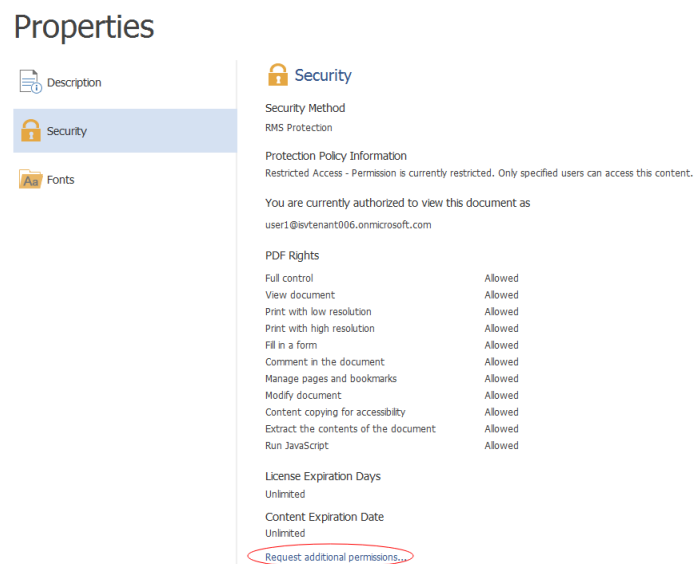 Properties
Description
Security
Aa Fonts
Security
Security Method
RMS Protection
Protection Policy Information
Restricted Access - Permission is currently restricted. Only specified users can access this content.
You are currently authorized to view this document as
user1@isvtenant006.onmicrosoft.com
PDF Rights
Full control Allowed
View document Allowed
Print with low resolution Allowed
Print with high resolution Allowed
Fill in a form Allowed
Comment in the document Allowed
Manage pages and bookmarks Allowed
Modify document Allowed
Content copying for accessibility Allowed
Extract the contents of the document Allowed
Run JavaScript Allowed
License Expiration Days
Unlimited
Content Expiration Date
Unlimited
Request additional permissions...